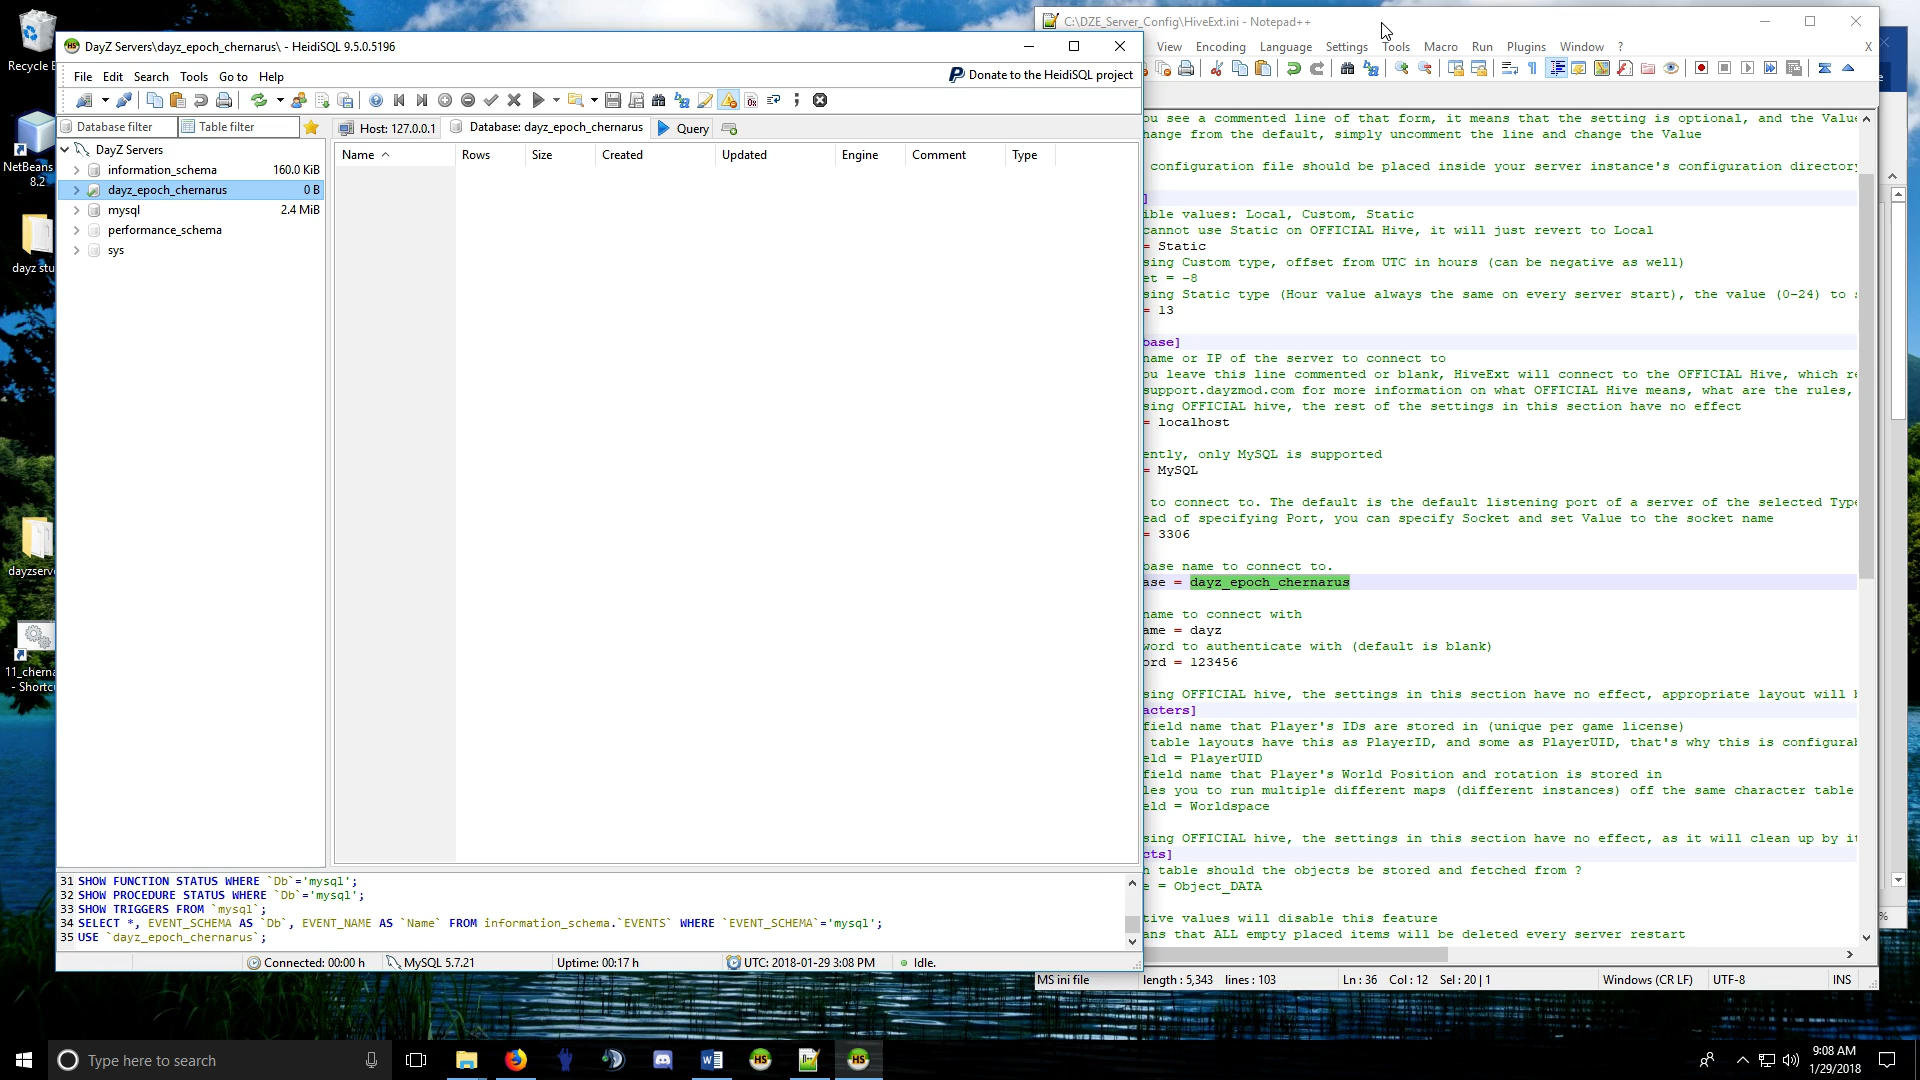 Recycle
NetBeans
8.2
dayz stu
dayzserv
11_cherna
- Shortc
DayZ Servers\dayz_epoch_chernarus\ - HeidiSQL 9.5.0.5196
File Edit Search Tools Go to Help
Donate to the HeidiSQL project
Database filter
Table filter
Host: 127.0.0.1
Database: dayz_epoch_chernarus
Query
DayZ Servers
information_schema 160.0 KiB
dayz_epoch_chernarus 0 B
mysql 2.4 MiB
performance_schema
sys
Name Rows Size Created Updated Engine Comment Type
31 SHOW FUNCTION STATUS WHERE `Db`='mysql';
32 SHOW PROCEDURE STATUS WHERE `Db`='mysql';
33 SHOW TRIGGERS FROM `mysql`;
34 SELECT *, EVENT_SCHEMA AS `Db`, EVENT_NAME AS `Name` FROM information_schema.`EVENTS` WHERE `EVENT_SCHEMA`='mysql';
35 USE `dayz_epoch_chernarus`;
Connected: 00:00 h
MySQL 5.7.21
Uptime: 00:17 h
UTC: 2018-01-29 3:08 PM
Idle.
C:\DZE_Server_Config\HiveExt.ini - Notepad++
View Encoding Language Settings Tools Macro Run Plugins Window ? X
ou see a commented line of that form, it means that the setting is optional, and the Value
hange from the default, simply uncomment the line and change the Value
configuration file should be placed inside your server instance's configuration directory
]
ible values: Local, Custom, Static
cannot use Static on OFFICIAL Hive, it will just revert to Local
= Static
sing Custom type, offset from UTC in hours (can be negative as well)
et = -8
sing Static type (Hour value always the same on every server start), the value (0-24) to
= 13
base]
name or IP of the server to connect to
ou leave this line commented or blank, HiveExt will connect to the OFFICIAL Hive, which re
support.dayzmod.com for more information on what OFFICIAL Hive means, what are the rules,
sing OFFICIAL hive, the rest of the settings in this section have no effect
= localhost
ently, only MySQL is supported
= MySQL
to connect to. The default is the default listening port of a server of the selected Type
ead of specifying Port, you can specify Socket and set Value to the socket name
= 3306
base name to connect to.
ase = dayz_epoch_chernarus
name to connect with
ame = dayz
word to authenticate with (default is blank)
ord = 123456
sing OFFICIAL hive, the settings in this section have no effect, appropriate layout will
acters]
field name that Player's IDs are stored in (unique per game license)
table layouts have this as PlayerID, and some as PlayerUID, that's why this is configural
eld = PlayerUID
field name that Player's World Position and rotation is stored in
les you to run multiple different maps (different instances) off the same character table
eld = Worldspace
sing OFFICIAL hive, the settings in this section have no effect, as it will clean up by it
cts]
h table should the objects be stored and fetched from ?
e = Object_DATA
tive values will disable this feature
ans that ALL empty placed items will be deleted every server restart
MS ini file
length : 5,343 lines : 103
Ln : 36 Col : 12 Sel : 20 | 1
Windows (CR LF)
UTF-8
INS
%
Type here to search
9:08 AM
1/29/2018